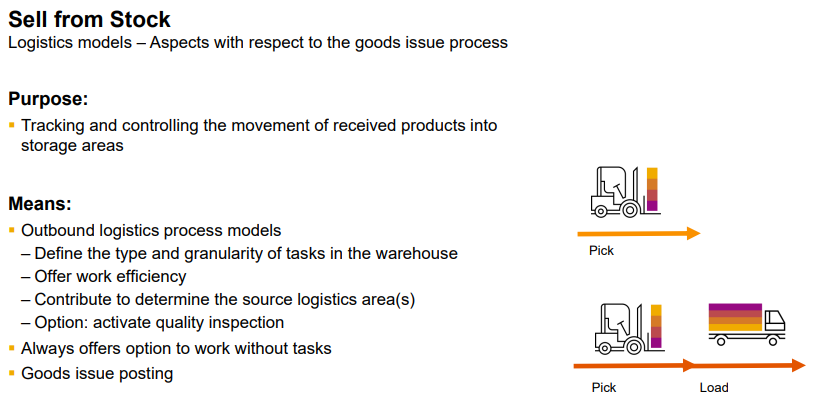 Sell from Stock
Logistics models – Aspects with respect to the goods issue process
Purpose:
▪ Tracking and controlling the movement of received products into
storage areas
Means:
▪ Outbound logistics process models
– Define the type and granularity of tasks in the warehouse
– Offer work efficiency
– Contribute to determine the source logistics area(s)
– Option: activate quality inspection
▪ Always offers option to work without tasks
▪ Goods issue posting
Pick
Pick Load